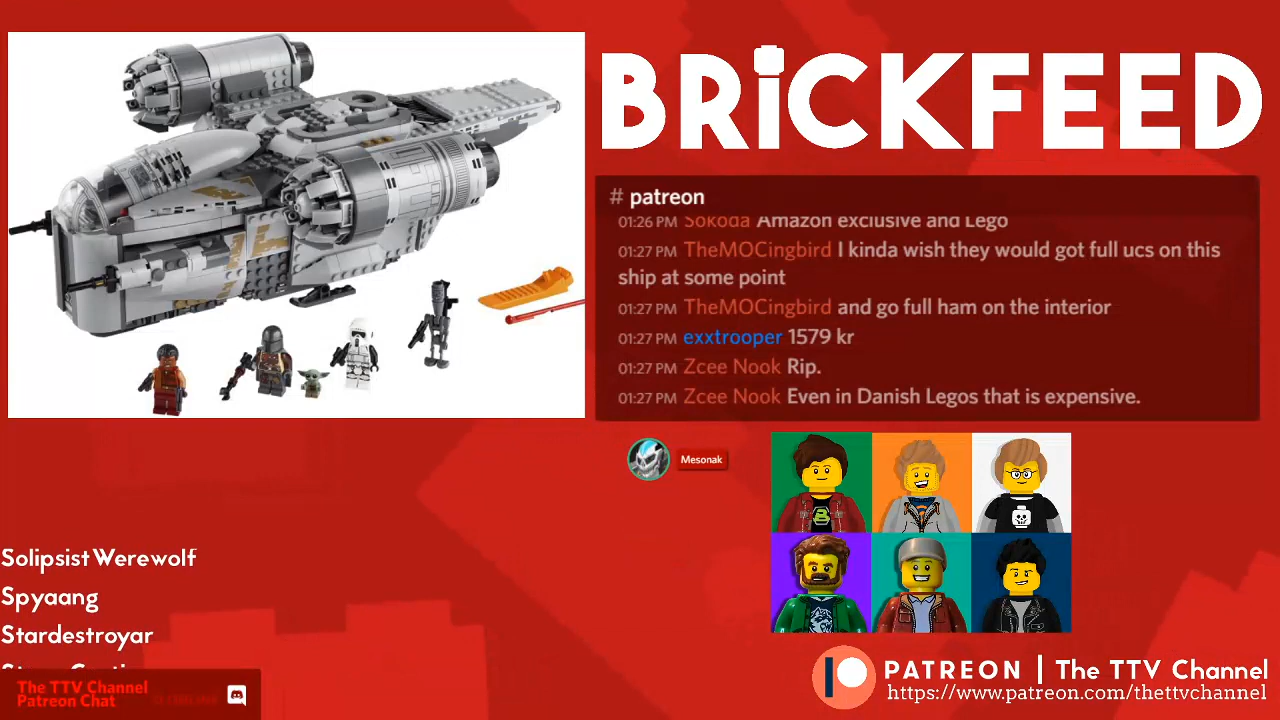 BRiCKFEED
# patreon
01:26 PM Sokoda Amazon exclusive and Lego
01:27 PM TheMOCingbird I kinda wish they would got full ucs on this
ship at some point
01:27 PM TheMOCingbird and go full ham on the interior
01:27 PM exxtrooper 1579 kr
01:27 PM Zcee Nook Rip.
01:27 PM Zcee Nook Even in Danish Legos that is expensive.
Mesonak
Solipsist Werewolf
Spyaang
Stardestroyar
The TTV Channel
Patreon Chat
PATREON | The TTV Channel
https://www.patreon.com/thettvchannel